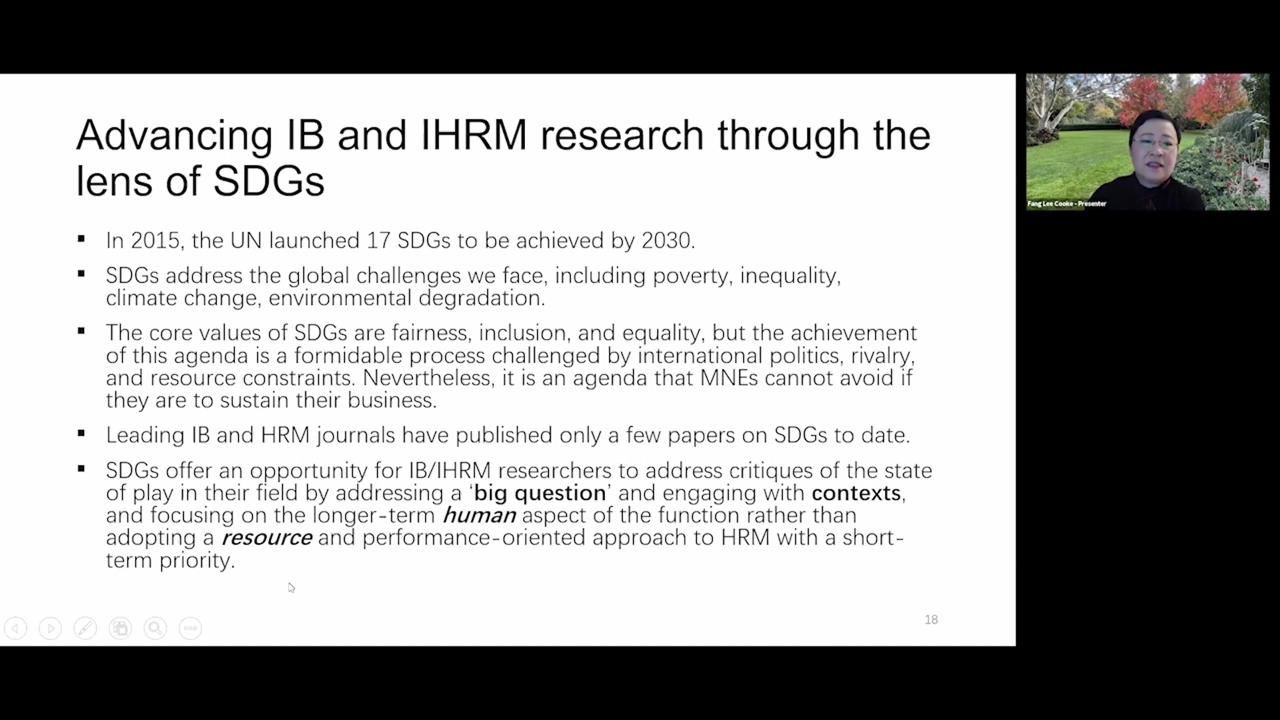 Advancing IB and IHRM research through the
lens of SDGs
▪ In 2015, the UN launched 17 SDGs to be achieved by 2030.
▪ SDGs address the global challenges we face, including poverty, inequality,
climate change, environmental degradation.
▪ The core values of SDGs are fairness, inclusion, and equality, but the achievement
of this agenda is a formidable process challenged by international politics, rivalry,
and resource constraints. Nevertheless, it is an agenda that MNEs cannot avoid if
they are to sustain their business.
▪ Leading IB and HRM journals have published only a few papers on SDGs to date.
▪ SDGs offer an opportunity for IB/IHRM researchers to address critiques of the state
of play in their field by addressing a ‘big question’ and engaging with contexts,
and focusing on the longer-term human aspect of the function rather than
adopting a resource and performance-oriented approach to HRM with a short-
term priority.
18
Fang Lee Cooke - Presenter